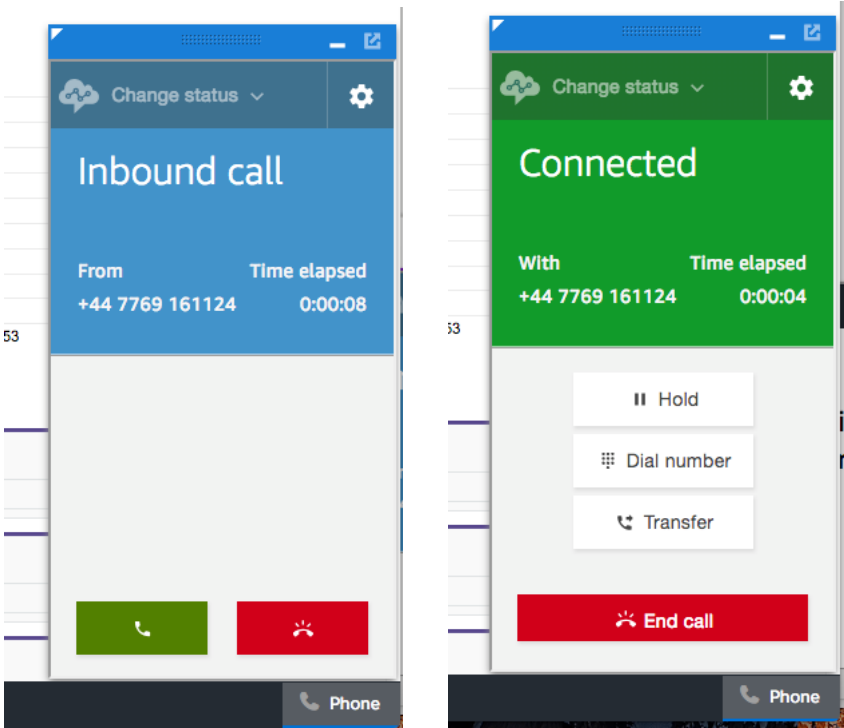 Change status
Inbound call
From Time elapsed
+44 7769 161124 0:00:08
53
Phone
Change status
Connected
With Time elapsed
+44 7769 161124 0:00:04
53
Hold
Dial number
Transfer
End call
Phone